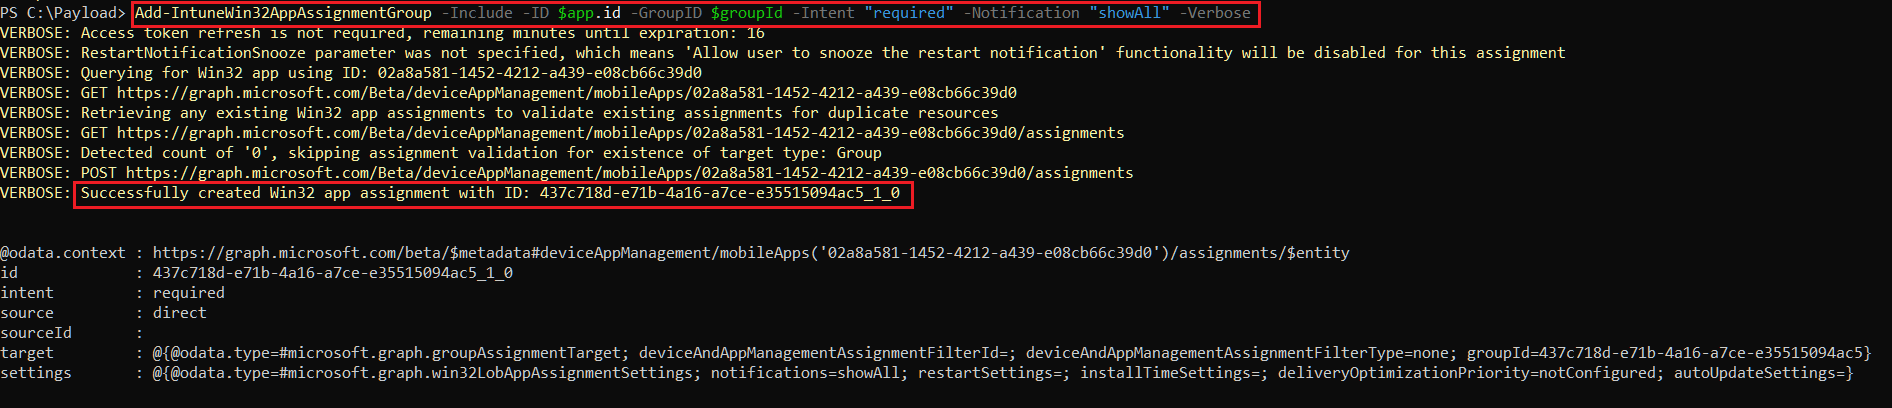 PS C:\Payload> Add-IntuneWin32AppAssignmentGroup -Include -ID $app.id -GroupID $groupId -Intent "required" -Notification "showAll" -Verbose
VERBOSE: Access token refresh is not required, remaining minutes until expiration: 16
VERBOSE: RestartNotificationSnooze parameter was not specified, which means 'Allow user to snooze the restart notification' functionality will be disabled for this assignment
VERBOSE: Querying for Win32 app using ID: 02a8a581-1452-4212-a439-e08cb66c39d0
VERBOSE: GET https://graph.microsoft.com/Beta/deviceAppManagement/mobileApps/02a8a581-1452-4212-a439-e08cb66c39d0
VERBOSE: Retrieving any existing Win32 app assignments to validate existing assignments for duplicate resources
VERBOSE: GET https://graph.microsoft.com/Beta/deviceAppManagement/mobileApps/02a8a581-1452-4212-a439-e08cb66c39d0/assignments
VERBOSE: Detected count of '0', skipping assignment validation for existence of target type: Group
VERBOSE: POST https://graph.microsoft.com/Beta/deviceAppManagement/mobileApps/02a8a581-1452-4212-a439-e08cb66c39d0/assignments
VERBOSE: Successfully created Win32 app assignment with ID: 437c718d-e71b-4a16-a7ce-e35515094ac5_1_0
@odata.context : https://graph.microsoft.com/beta/$metadata#deviceAppManagement/mobileApps('02a8a581-1452-4212-a439-e08cb66c39d0')/assignments/$entity
id             : 437c718d-e71b-4a16-a7ce-e35515094ac5_1_0
intent         : required
source         : direct
sourceId       :
target         : @{@odata.type=#microsoft.graph.groupAssignmentTarget; deviceAndAppManagementAssignmentFilterId=; deviceAndAppManagementAssignmentFilterType=none; groupId=437c718d-e71b-4a16-a7ce-e35515094ac5}
settings       : @{@odata.type=#microsoft.graph.win32LobAppAssignmentSettings; notifications=showAll; restartSettings=; installTimeSettings=; deliveryOptimizationPriority=notConfigured; autoUpdateSettings=}